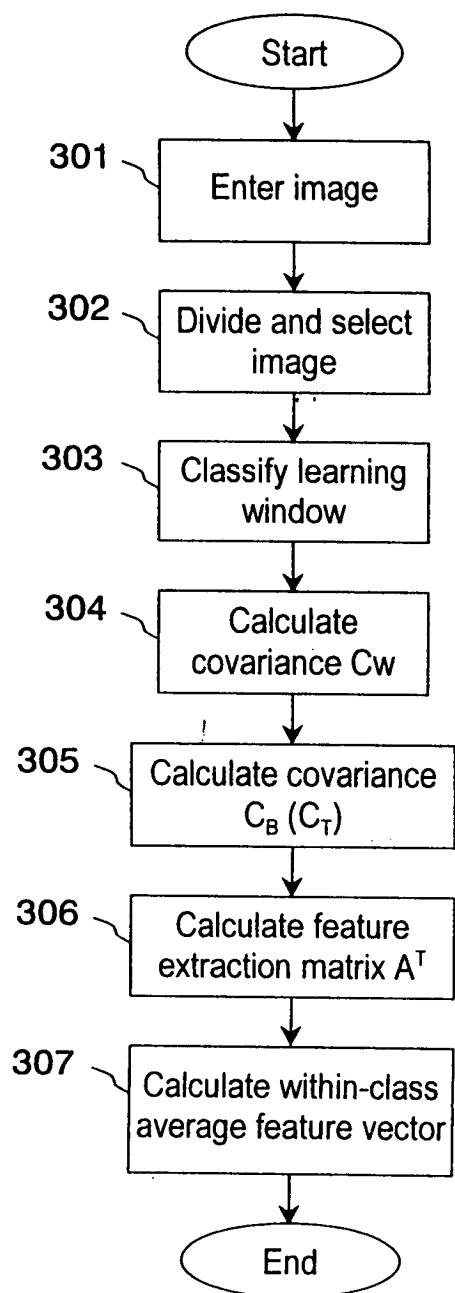 Start
301
Enter image
302
Divide and select
image
303
Classify learning
window
304
Calculate
covariance Cw
305
Calculate covariance
C_B (C_T)
306
Calculate feature
extraction matrix A^T
307
Calculate within-class
average feature vector
End